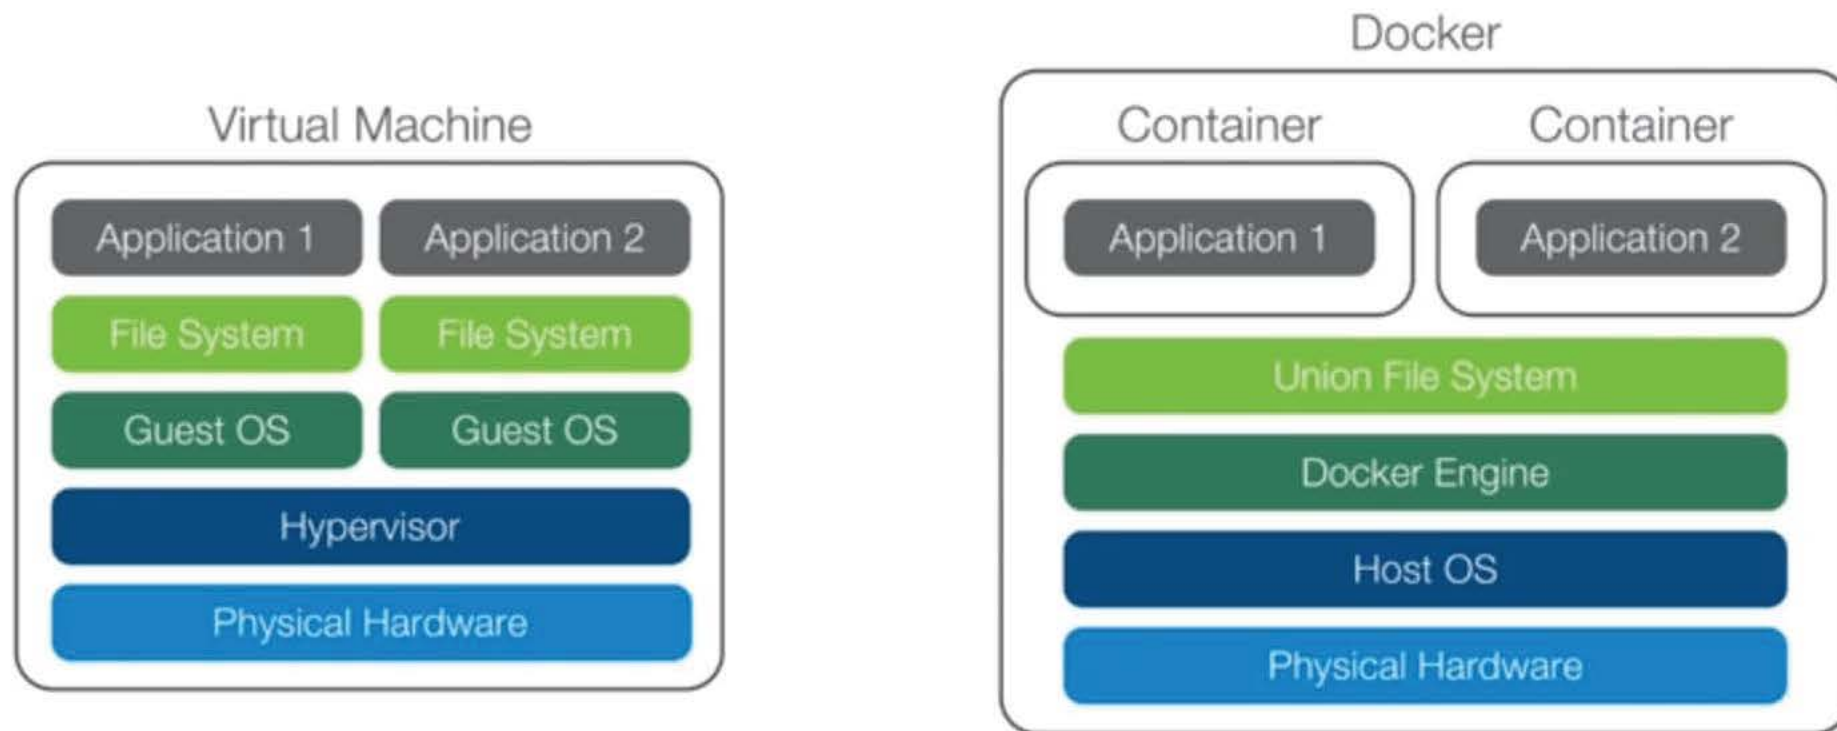 Virtual Machine
Application 1
Application 2
File System
File System
Guest OS
Guest OS
Hypervisor
Physical Hardware
Docker
Container
Container
Application 1
Application 2
Union File System
Docker Engine
Host OS
Physical Hardware